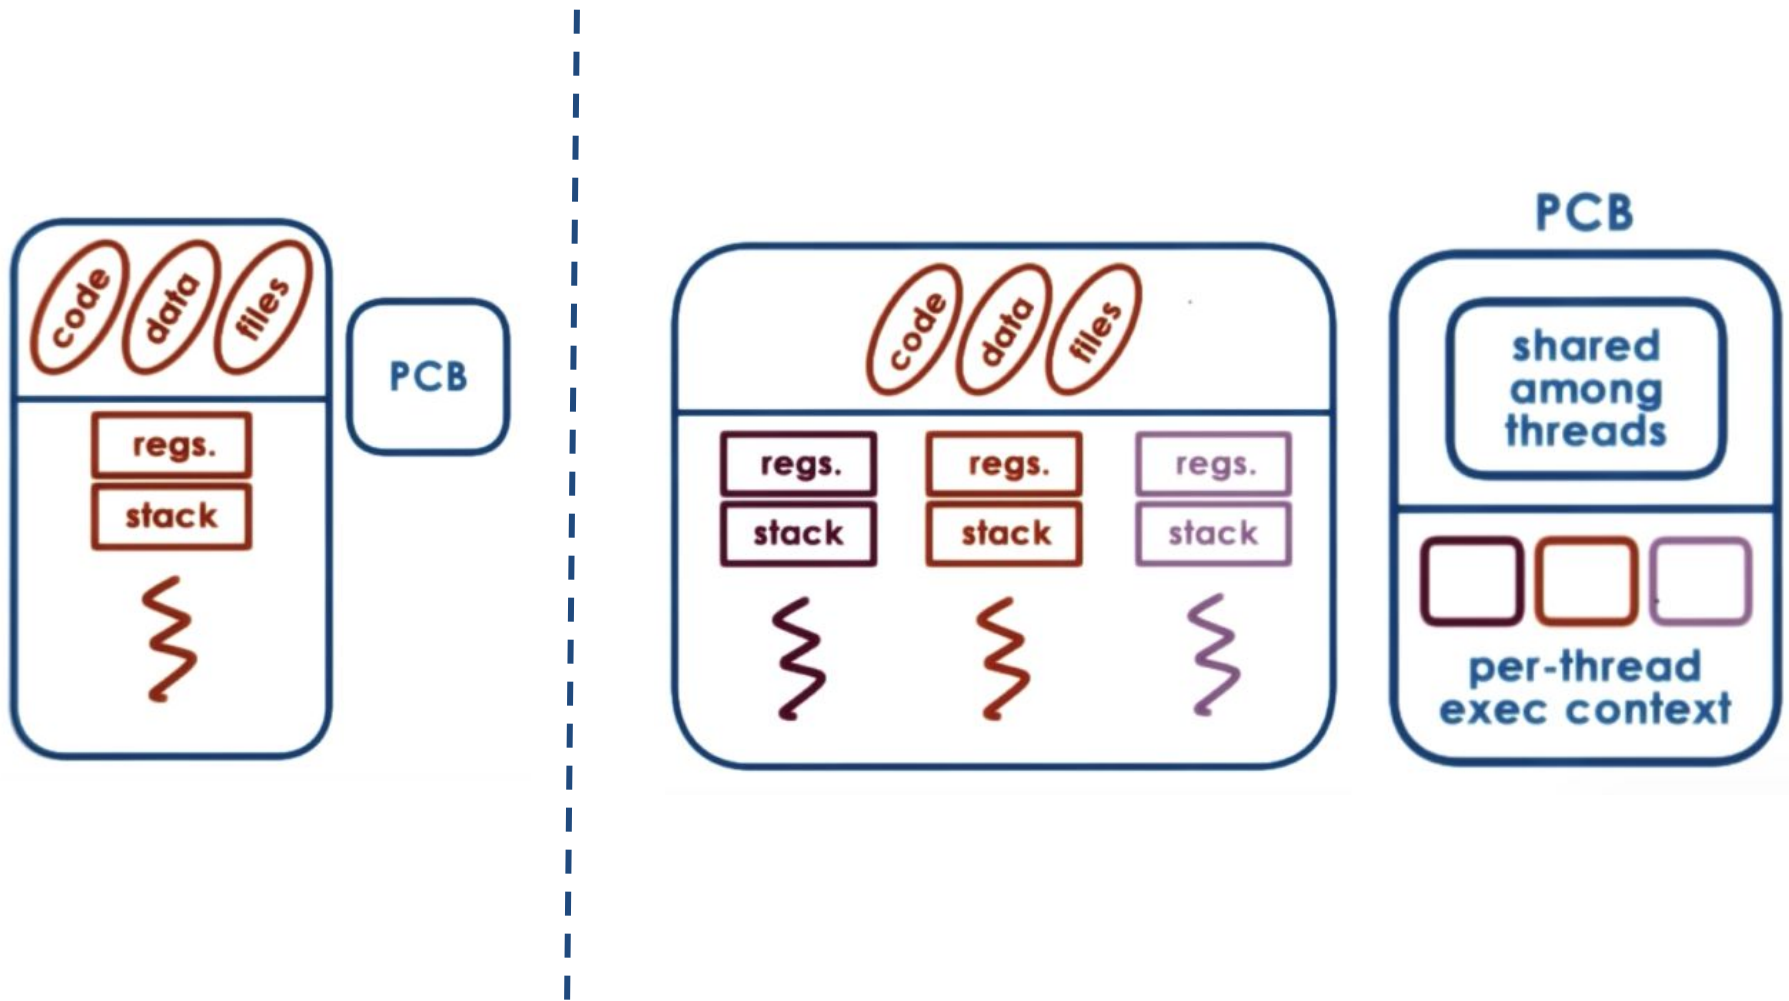 code
data
files
regs.
stack
PCB
code
data
files
regs.
stack
regs.
stack
regs.
stack
PCB
shared
among
threads
per-thread
exec context